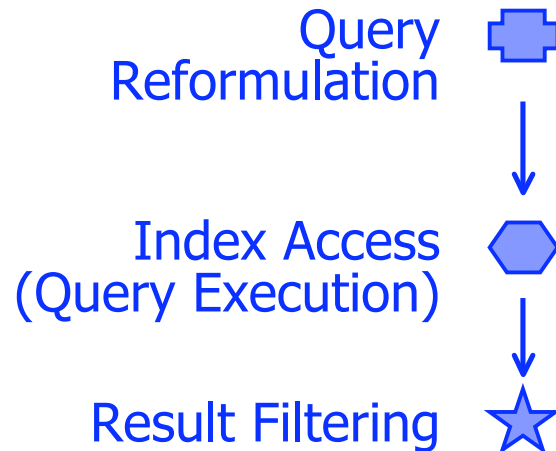 Query
Reformulation
Index Access
(Query Execution)
Result Filtering